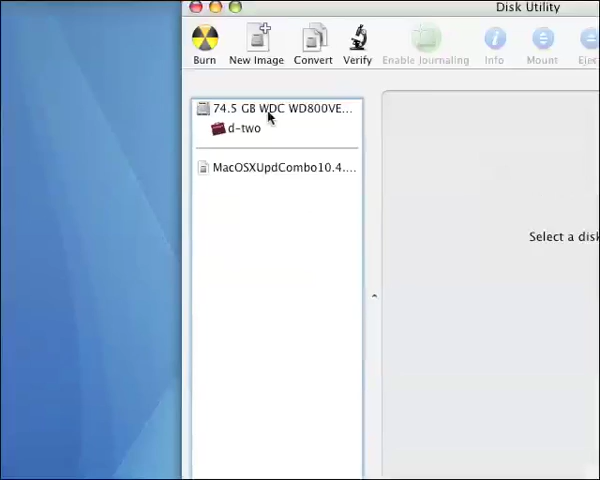 Disk Utility
Burn New Image Convert Verify Enable Journaling Info Mount Ejec
74.5 GB WDC WD800VE...
d-two
MacOSXUpdCombo10.4....
Select a disk